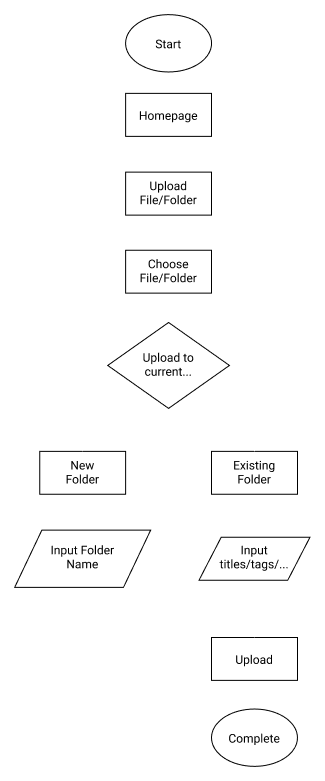 Start
Homepage
Upload
File/Folder
Choose
File/Folder
Upload to
current...
New
Folder
Existing
Folder
Input Folder
Name
Input
titles/tags/...
Upload
Complete